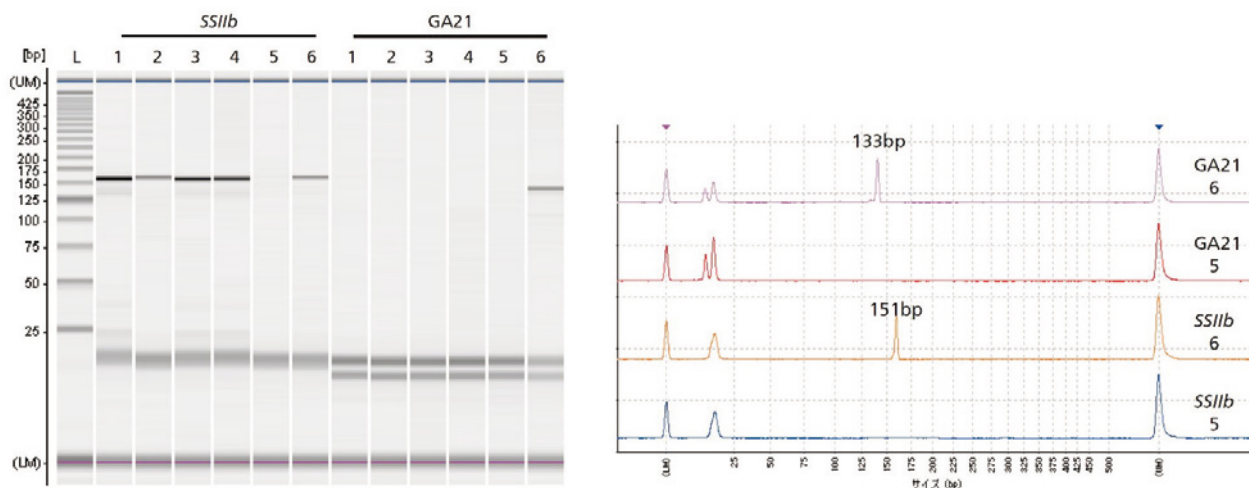 SSIIb GA21
[bp] L 1 2 3 4 5 6 1 2 3 4 5 6
(UM)
425
350
300
250
200
175
150
125
100
75
50
25
(LM)
133bp
GA21
6
GA21
5
151bp
SSIIb
6
SSIIb
5
(LM) 25 50 75 100 125 150 175 200 225 250 275 300 325 350 375 400 425 450 500 (UM)
サイズ (bp)